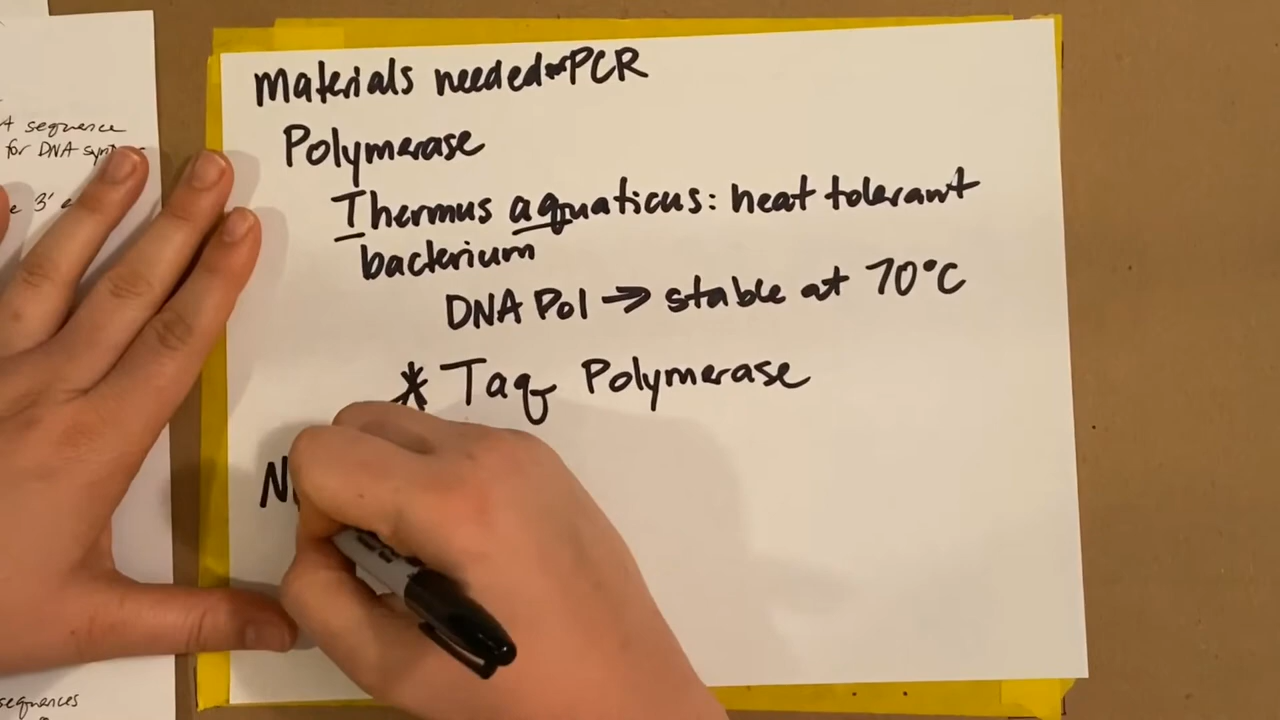 materials needed PCR
Polymerase
Thermus aquaticus: heat tolerant
bacterium
DNA Pol → stable at 70°C
* Taq Polymerase
N
sequence
for DNA
3'
sequences